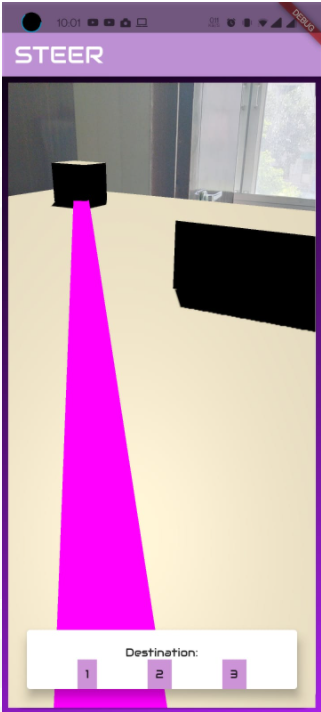 10:01
DEBUG
STEER
Destination:
1 2 3